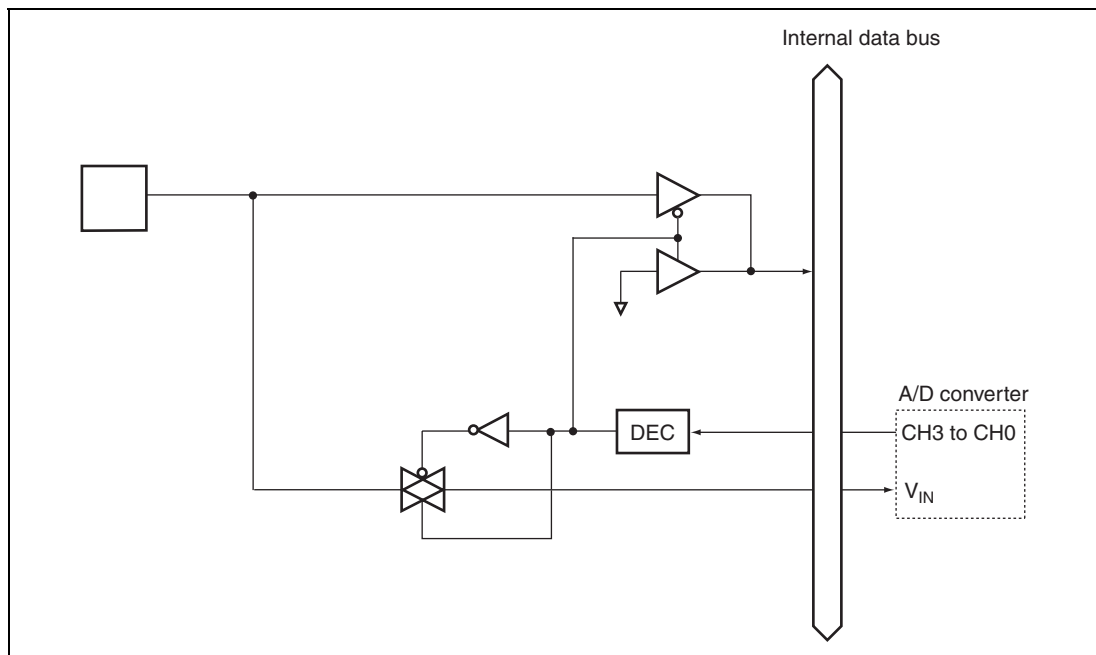 Internal data bus
A/D converter
DEC
CH3 to CH0
VIN